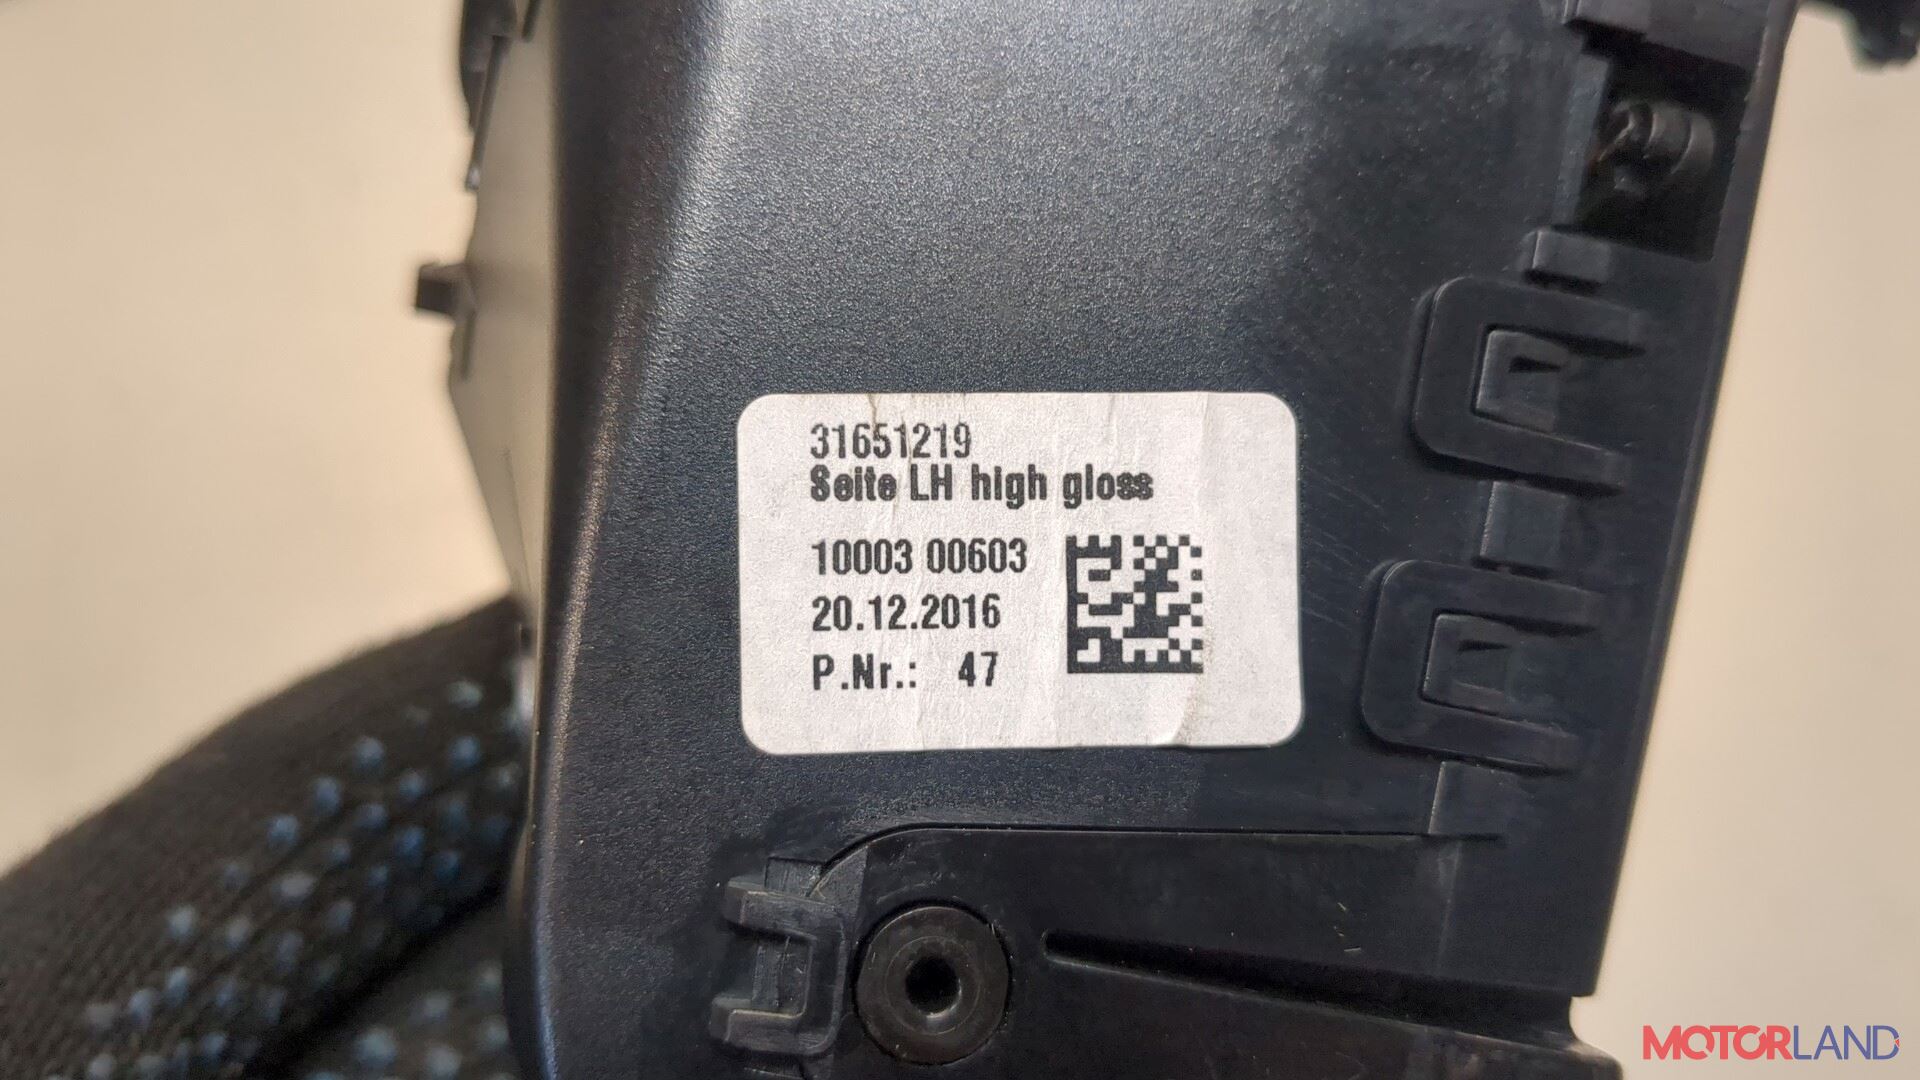 31651219
Seite LH high gloss
10003 00603
20.12.2016
P.Nr.: 47
MOTORLAND